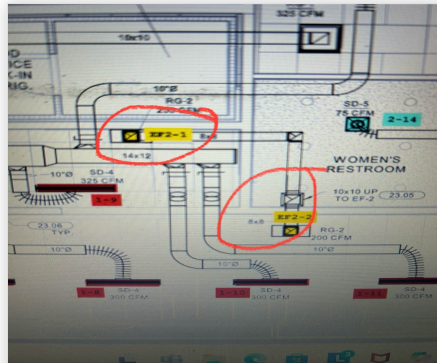 325 CFM
18x10
10"Ø
RG-2
200 CFM
EF2-1
8x8
SD-5
75 CFM
2-14
14x12
WOMEN'S
RESTROOM
10"Ø
SD-4
325 CFM
1-9
10x10 UP
TO EF-2
23.05
EF2-2
8x8
RG-2
200 CFM
23.06
TYP
10"Ø
10"Ø
10"Ø
SD-4
300 CFM
1-10
SD-4
300 CFM
SD-4
300 CFM